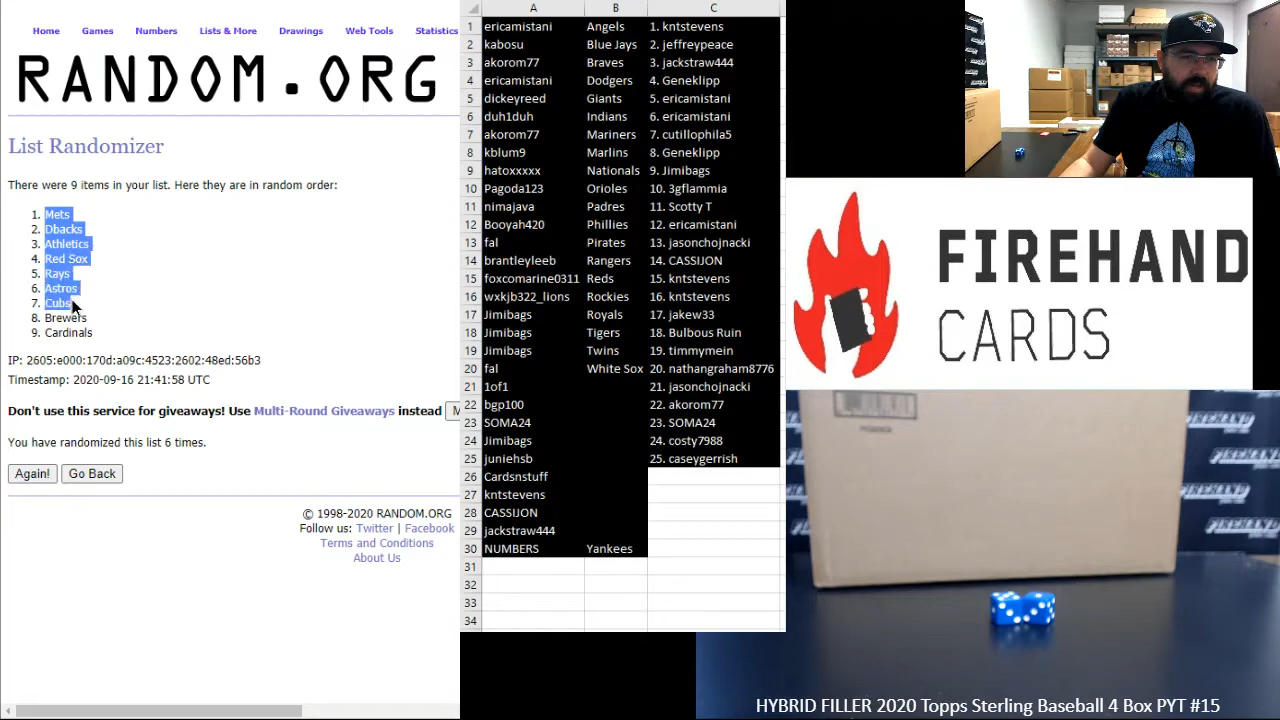 Home Games Numbers Lists & More Drawings Web Tools Statistics
RANDOM.ORG
List Randomizer
There were 9 items in your list. Here they are in random order:
1. Mets
2. Dbacks
3. Athletics
4. Red Sox
5. Rays
6. Astros
7. Cubs
8. Brewers
9. Cardinals
IP: 2605:e000:170d:a09c:4523:2602:48ed:56b3
Timestamp: 2020-09-16 21:41:58 UTC
Don't use this service for giveaways! Use Multi-Round Giveaways instead
You have randomized this list 6 times.
Again! Go Back
© 1998-2020 RANDOM.ORG
Follow us: Twitter | Facebook
Terms and Conditions
About Us
A B C
1 ericamistani Angels 1. kntstevens
2 kabosu Blue Jays 2. jeffreypeace
3 akorom77 Braves 3. jackstraw444
4 ericamistani Dodgers 4. Geneklipp
5 dickeyreed Giants 5. ericamistani
6 duh1duh Indians 6. ericamistani
7 akorom77 Mariners 7. cutillophila5
8 kblum9 Marlins 8. Geneklipp
9 hatoxxxxx Nationals 9. Jimibags
10 Pagoda123 Orioles 10. 3gflammia
11 nimajava Padres 11. Scotty T
12 Booyah420 Phillies 12. ericamistani
13 fal Pirates 13. jasonchojnacki
14 brantleyleeb Rangers 14. CASSIJON
15 foxcomarine0311 Reds 15. kntstevens
16 wxkjb322_lions Rockies 16. kntstevens
17 Jimibags Royals 17. jakew33
18 Jimibags Tigers 18. Bulbous Ruin
19 Jimibags Twins 19. timmymein
20 fal White Sox 20. nathangraham8776
21 1of1 21. jasonchojnacki
22 bgp100 22. akorom77
23 SOMA24 23. SOMA24
24 Jimibags 24. costy7988
25 juniehsb 25. caseygerrish
26 Cardsnstuff
27 kntstevens
28 CASSIJON
29 jackstraw444
30 NUMBERS Yankees
31
32
33
34
FIREHAND
CARDS
HYBRID FILLER 2020 Topps Sterling Baseball 4 Box PYT #15